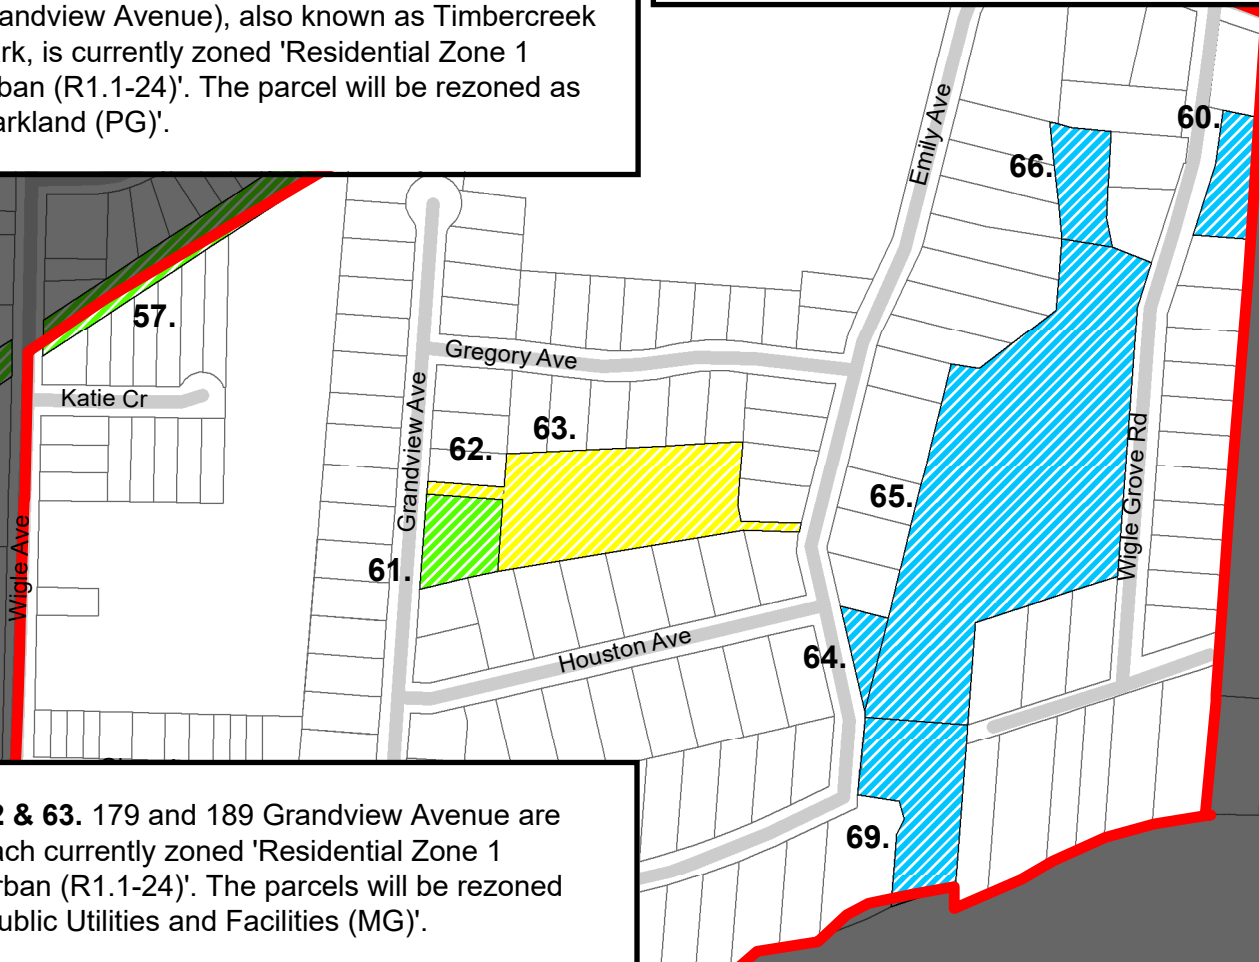 andview Avenue), also known as Timbercreek
rk, is currently zoned 'Residential Zone 1
ban (R1.1-24)'. The parcel will be rezoned as
arkland (PG)'.
60.
Emily Ave
66.
57.
Gregory Ave
Katie Cr
Grandview Ave
63.
62.
65.
Wigle Grove Rd
Wigle Ave
61.
Houston Ave
64.
2 & 63. 179 and 189 Grandview Avenue are
ach currently zoned 'Residential Zone 1
rban (R1.1-24)'. The parcels will be rezoned
ublic Utilities and Facilities (MG)'.
69.